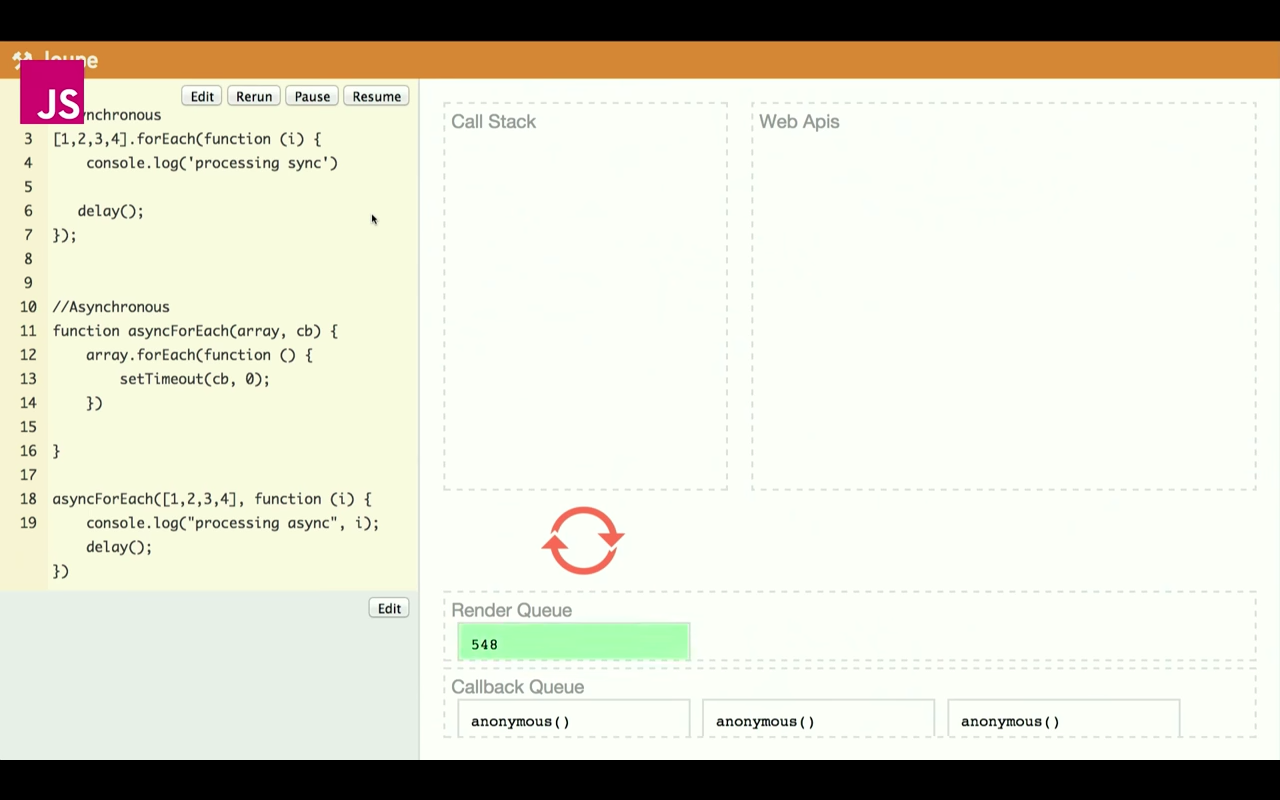 Loupe
JS
Edit
Rerun
Pause
Resume
nchronous
3 [1,2,3,4].forEach(function (i) {
4 console.log('processing sync')
5
6 delay();
7 });
8
9
10 //Asynchronous
11 function asyncForEach(array, cb) {
12 array.forEach(function () {
13 setTimeout(cb, 0);
14 })
15
16 }
17
18 asyncForEach([1,2,3,4], function (i) {
19 console.log("processing async", i);
delay();
})
Edit
Call Stack
Web Apis
Render Queue
548
Callback Queue
anonymous()
anonymous()
anonymous()